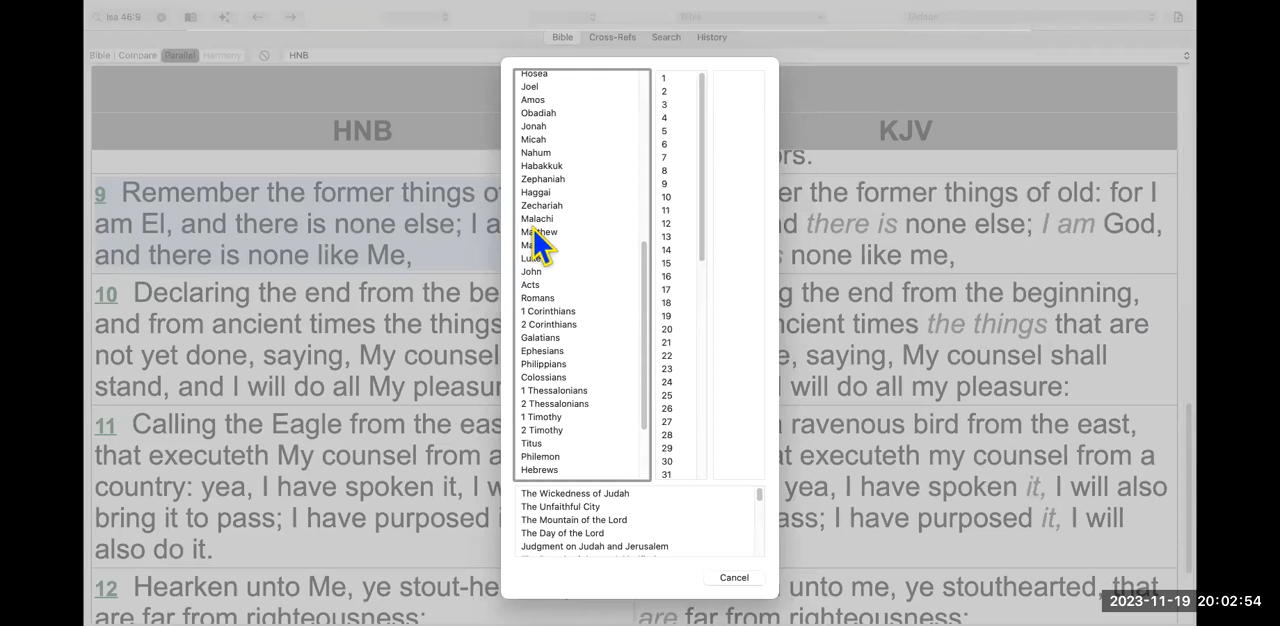 Isa 46:9
Bible
Bible Cross-Refs Search History
Bible Compare Parallel Harmony HNB
HNB KJV
ors.
9 Remember the former things o
am El, and there is none else; I a
and there is none like Me,
er the former things of old: for I
nd there is none else; I am God,
s none like me,
10 Declaring the end from the be
and from ancient times the things
not yet done, saying, My counsel
stand, and I will do all My pleasur
ng the end from the beginning,
ncient times the things that are
e, saying, My counsel shall
will do all my pleasure:
11 Calling the Eagle from the eas
that executeth My counsel from a
country: yea, I have spoken it, I w
bring it to pass; I have purposed i
also do it.
a ravenous bird from the east,
t executeth my counsel from a
yea, I have spoken it, I will also
ass; I have purposed it, I will
12 Hearken unto Me, ye stout-he
are far from righteousness:
unto me, ye stouthearted, that
are far from righteousness:
Hosea
Joel
Amos
Obadiah
Jonah
Micah
Nahum
Habakkuk
Zephaniah
Haggai
Zechariah
Malachi
Matthew
Ma
Luke
John
Acts
Romans
1 Corinthians
2 Corinthians
Galatians
Ephesians
Philippians
Colossians
1 Thessalonians
2 Thessalonians
1 Timothy
2 Timothy
Titus
Philemon
Hebrews
1
2
3
4
5
6
7
8
9
10
11
12
13
14
15
16
17
18
19
20
21
22
23
24
25
26
27
28
29
30
31
The Wickedness of Judah
The Unfaithful City
The Mountain of the Lord
The Day of the Lord
Judgment on Judah and Jerusalem
Cancel
2023-11-19 20:02:54